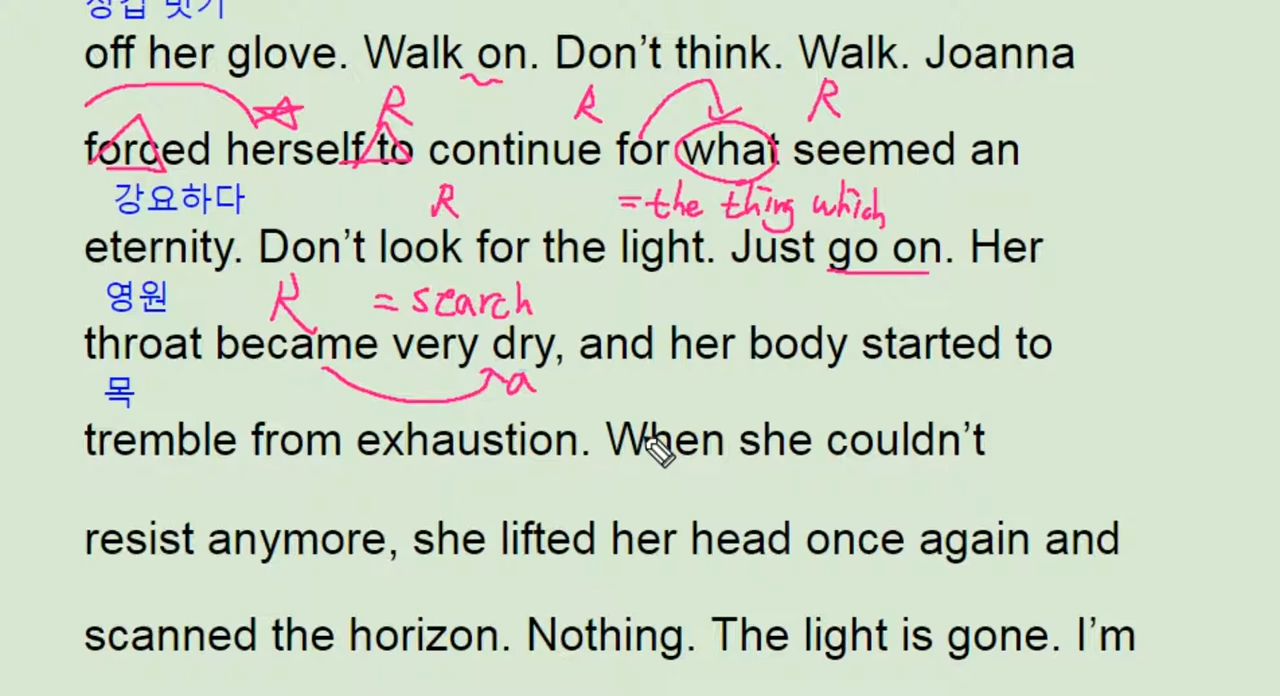 off her glove. Walk on. Don't think. Walk. Joanna
R R R
forced herself to continue for what seemed an
강요하다 R = the thing which
eternity. Don't look for the light. Just go on. Her
영원 R = search
throat became very dry, and her body started to
목 a
tremble from exhaustion. When she couldn't
resist anymore, she lifted her head once again and
scanned the horizon. Nothing. The light is gone. I'm